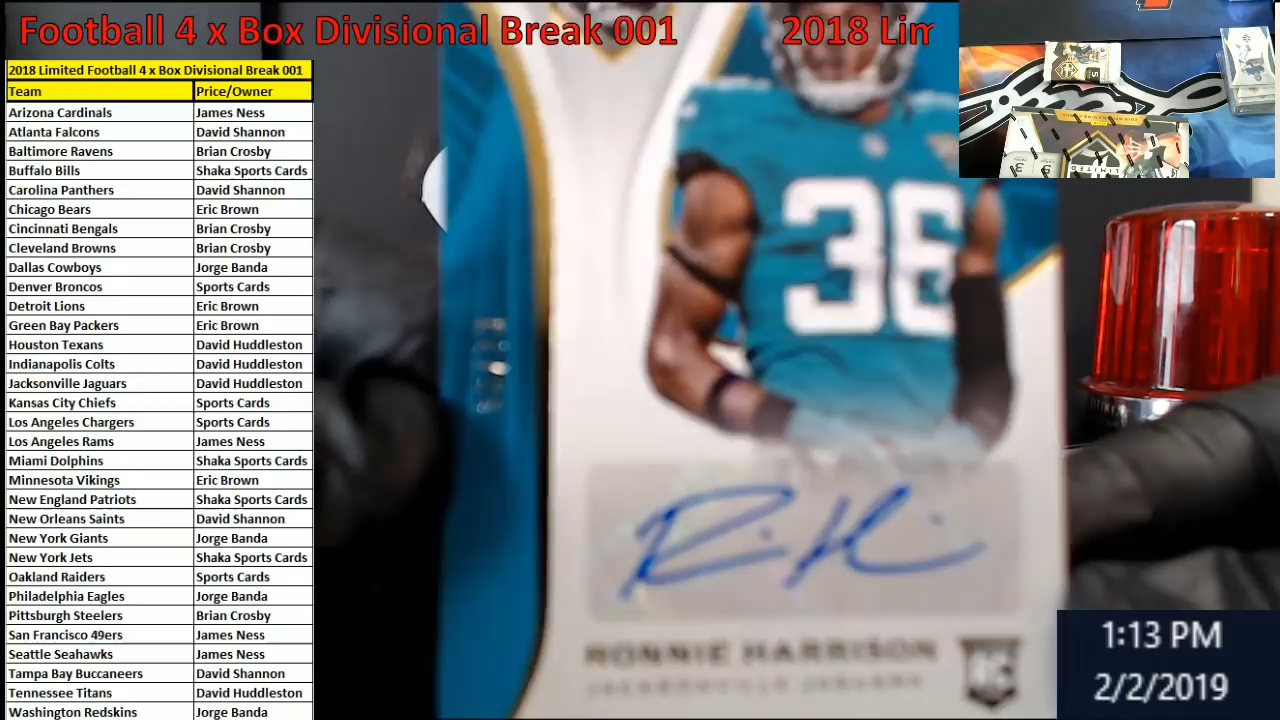 Football 4 x Box Divisional Break 001 2018 Lim
2018 Limited Football 4 x Box Divisional Break 001
Team Price/Owner
Arizona Cardinals James Ness
Atlanta Falcons David Shannon
Baltimore Ravens Brian Crosby
Buffalo Bills Shaka Sports Cards
Carolina Panthers David Shannon
Chicago Bears Eric Brown
Cincinnati Bengals Brian Crosby
Cleveland Browns Brian Crosby
Dallas Cowboys Jorge Banda
Denver Broncos Sports Cards
Detroit Lions Eric Brown
Green Bay Packers Eric Brown
Houston Texans David Huddleston
Indianapolis Colts David Huddleston
Jacksonville Jaguars David Huddleston
Kansas City Chiefs Sports Cards
Los Angeles Chargers Sports Cards
Los Angeles Rams James Ness
Miami Dolphins Shaka Sports Cards
Minnesota Vikings Eric Brown
New England Patriots Shaka Sports Cards
New Orleans Saints David Shannon
New York Giants Jorge Banda
New York Jets Shaka Sports Cards
Oakland Raiders Sports Cards
Philadelphia Eagles Jorge Banda
Pittsburgh Steelers Brian Crosby
San Francisco 49ers James Ness
Seattle Seahawks James Ness
Tampa Bay Buccaneers David Shannon
Tennessee Titans David Huddleston
Washington Redskins Jorge Banda
36
RONNIE HARRISON
JACKSONVILLE JAGUARS
RC
LIMITED
1:13 PM
2/2/2019